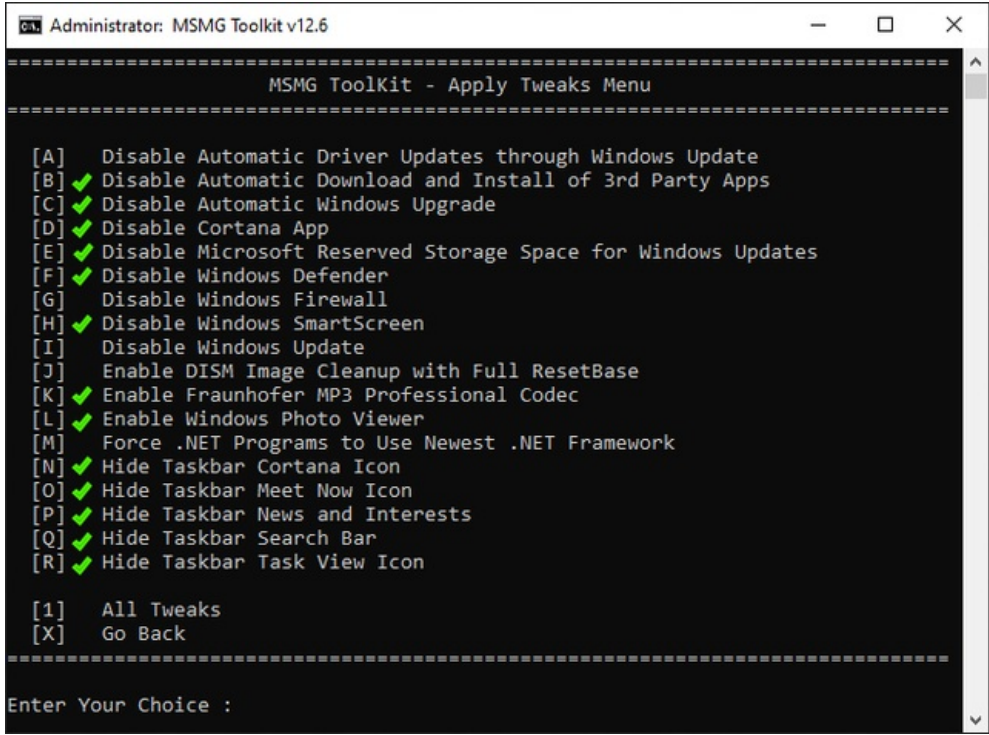 Administrator: MSMG Toolkit v12.6
===============================================================================
MSMG ToolKit - Apply Tweaks Menu
===============================================================================
[A] Disable Automatic Driver Updates through Windows Update
[B] ✔ Disable Automatic Download and Install of 3rd Party Apps
[C] ✔ Disable Automatic Windows Upgrade
[D] ✔ Disable Cortana App
[E] ✔ Disable Microsoft Reserved Storage Space for Windows Updates
[F] ✔ Disable Windows Defender
[G] Disable Windows Firewall
[H] ✔ Disable Windows SmartScreen
[I] Disable Windows Update
[J] Enable DISM Image Cleanup with Full ResetBase
[K] ✔ Enable Fraunhofer MP3 Professional Codec
[L] ✔ Enable Windows Photo Viewer
[M] Force .NET Programs to Use Newest .NET Framework
[N] ✔ Hide Taskbar Cortana Icon
[O] ✔ Hide Taskbar Meet Now Icon
[P] ✔ Hide Taskbar News and Interests
[Q] ✔ Hide Taskbar Search Bar
[R] ✔ Hide Taskbar Task View Icon
[1] All Tweaks
[X] Go Back
===============================================================================
Enter Your Choice :